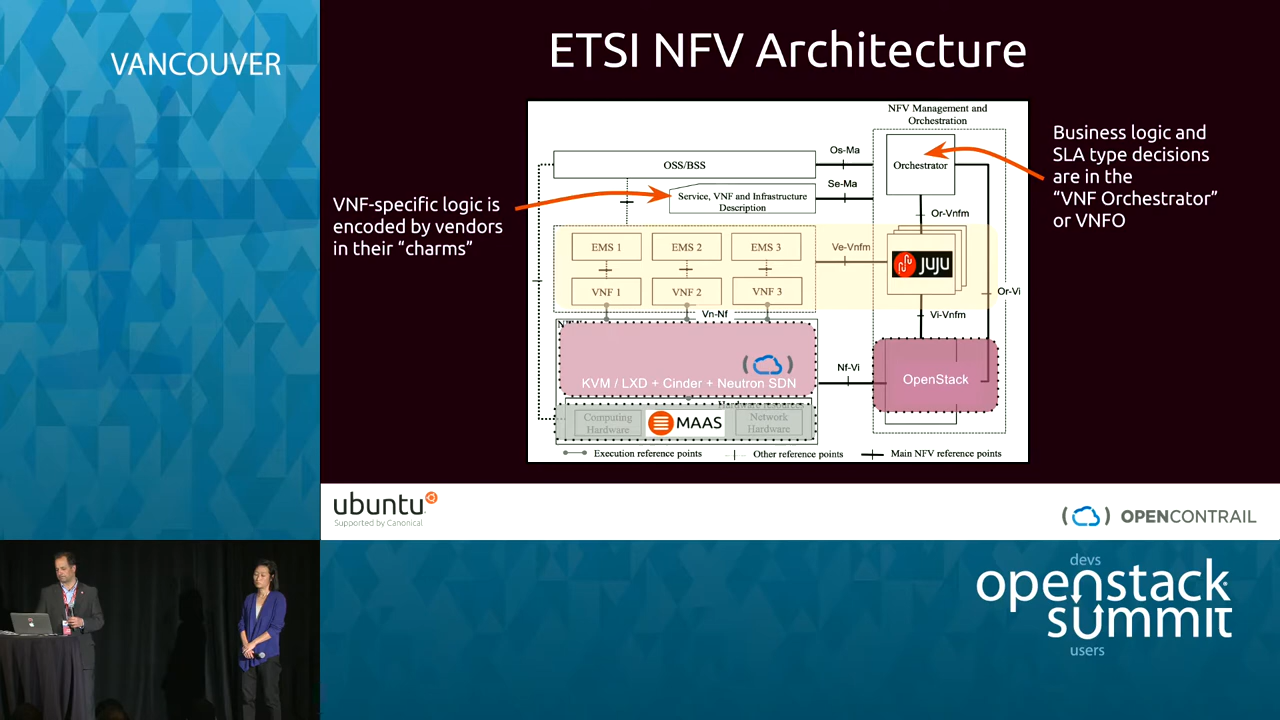 VANCOUVER
ETSI NFV Architecture
VNF-specific logic is
encoded by vendors
in their “charms”
NFV Management and
Orchestration
OSS/BSS
Os-Ma
Orchestrator
Service, VNF and Infrastructure
Description
Se-Ma
Or-Vnfm
EMS 1
EMS 2
EMS 3
Ve-Vnfm
juju
VNF 1
VNF 2
VNF 3
Or-Vi
Vn-Nf
Vi-Vnfm
KVM / LXD + Cinder + Neutron SDN
Nf-Vi
OpenStack
Hardware resources
Computing
Hardware
MAAS
Network
Hardware
Execution reference points
Other reference points
Main NFV reference points
Business logic and
SLA type decisions
are in the
“VNF Orchestrator”
or VNFO
ubuntu
Supported by Canonical
OPENCONTRAIL
devs
openstack
summit
users